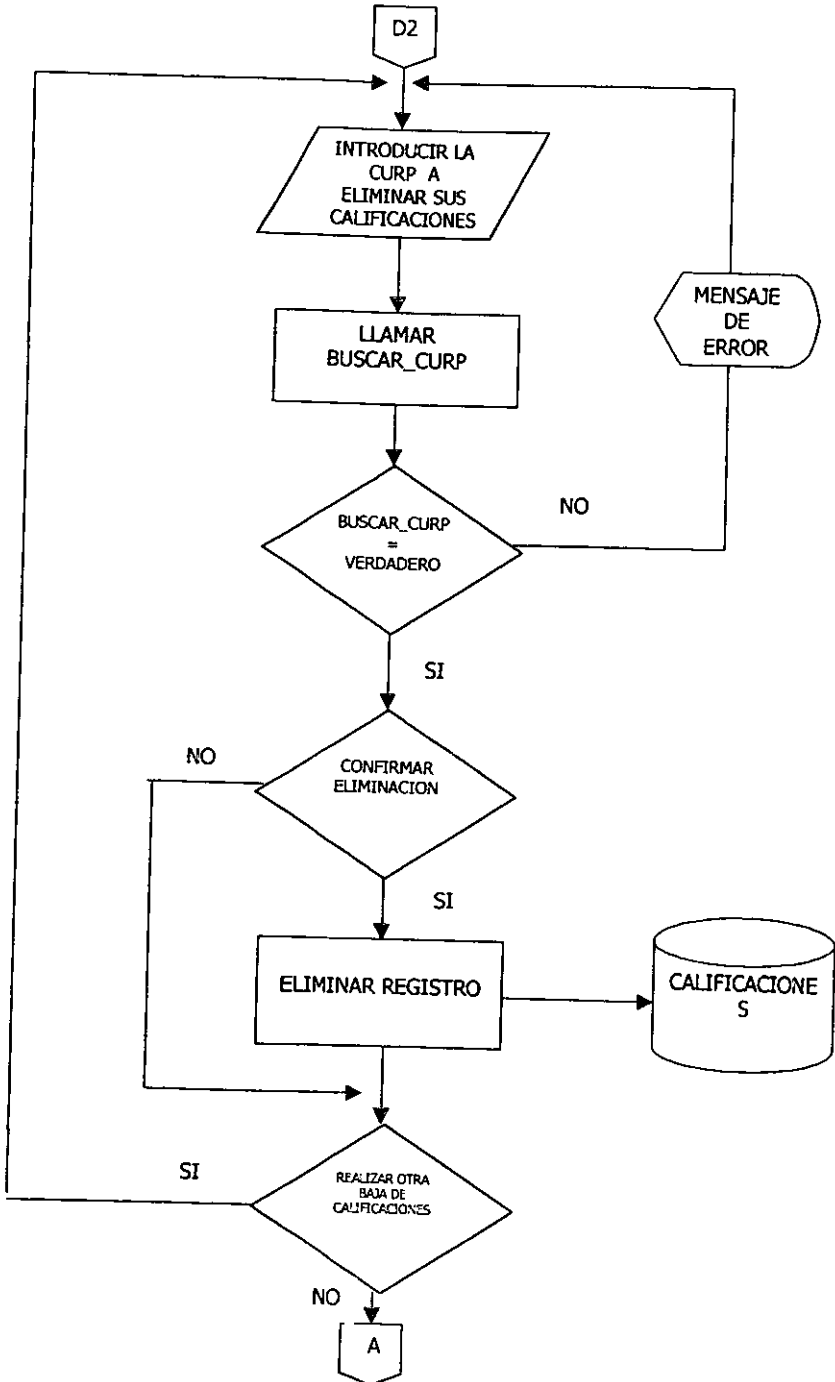 D2
INTRODUCIR LA
CURP A
ELIMINAR SUS
CALIFICACIONES
MENSAJE
DE
ERROR
LLAMAR
BUSCAR_CURP
BUSCAR_CURP
=
VERDADERO
NO
SI
NO
CONFIRMAR
ELIMINACION
SI
ELIMINAR REGISTRO
CALIFICACIONE
S
SI
REALIZAR OTRA
BAJA DE
CALIFICACIONES
NO
A